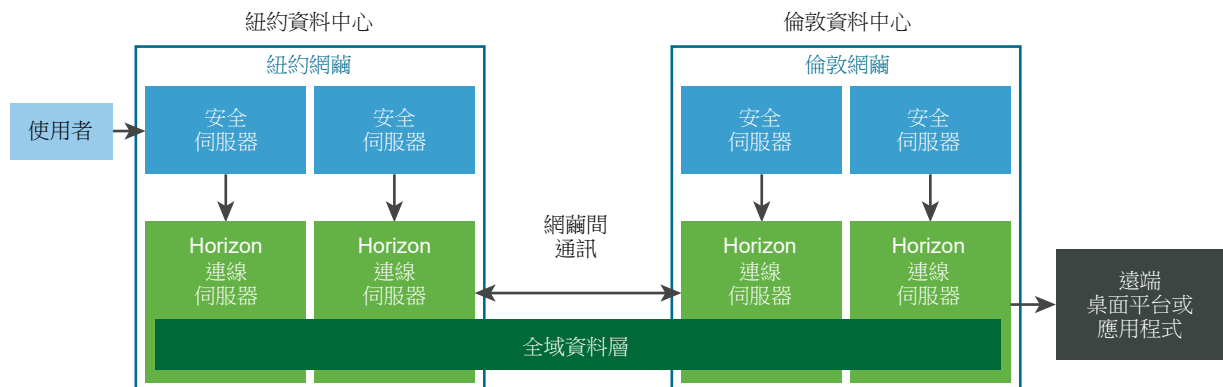 紐約資料中心
倫敦資料中心
紐約網繭
倫敦網繭
使用者
安全
伺服器
安全
伺服器
安全
伺服器
安全
伺服器
網繭間
通訊
Horizon
連線
伺服器
Horizon
連線
伺服器
Horizon
連線
伺服器
Horizon
連線
伺服器
遠端
桌面平台或
應用程式
全域資料層